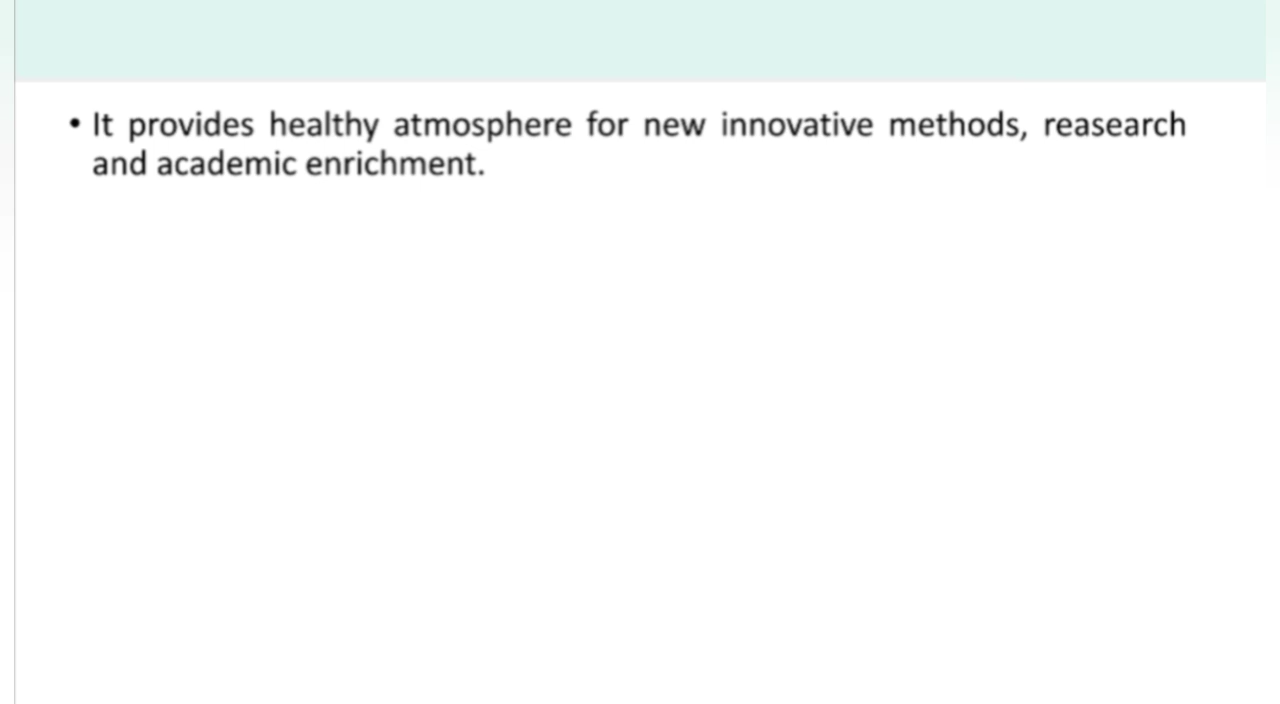 • It provides healthy atmosphere for new innovative methods, reasearch
and academic enrichment.